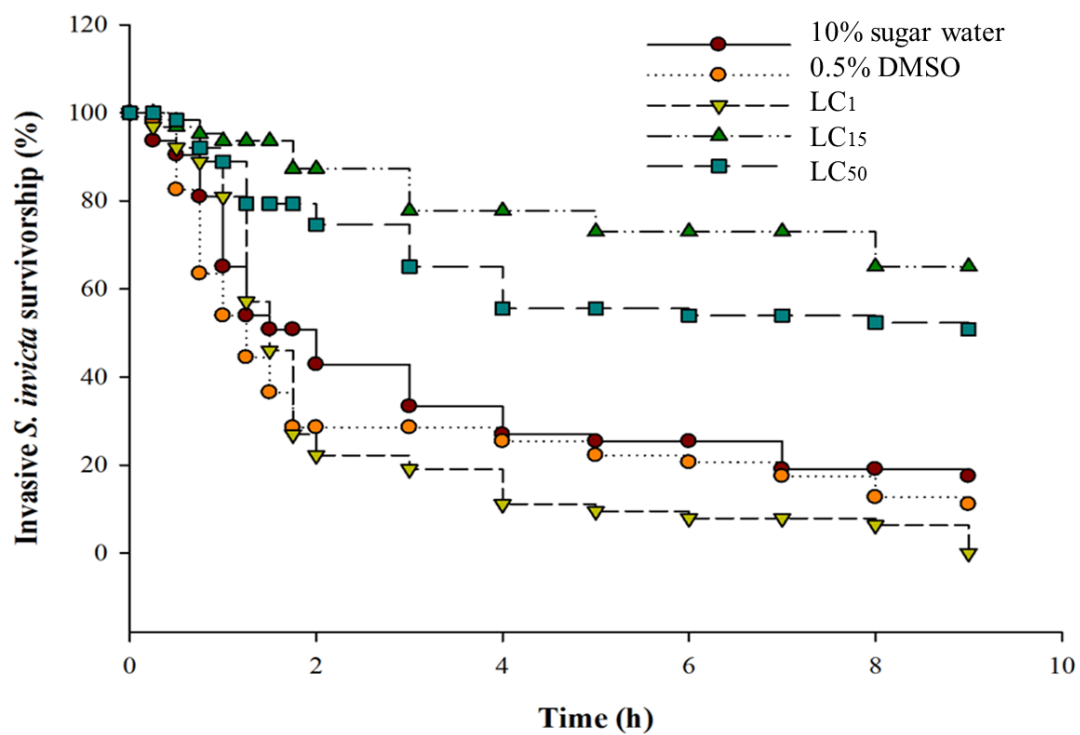 120
100
80
60
40
20
0
Invasive S. invicta survivorship (%)
10% sugar water
0.5% DMSO
LC1
LC15
LC50
0 2 4 6 8 10
Time (h)